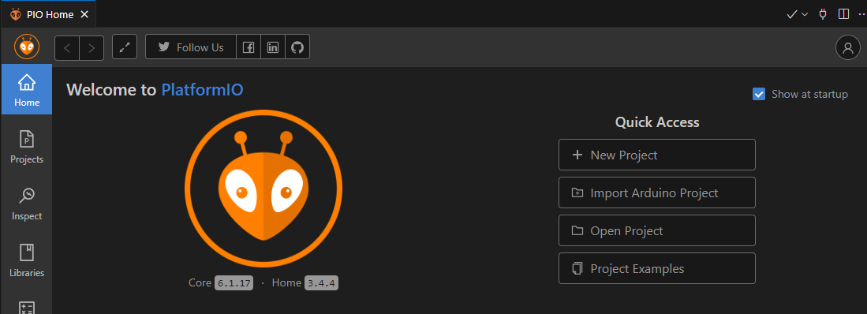 PIO Home
Follow Us
Home
Projects
Inspect
Libraries
Welcome to PlatformIO
Show at startup
Core 6.1.17 · Home 3.4.4
Quick Access
New Project
Import Arduino Project
Open Project
Project Examples